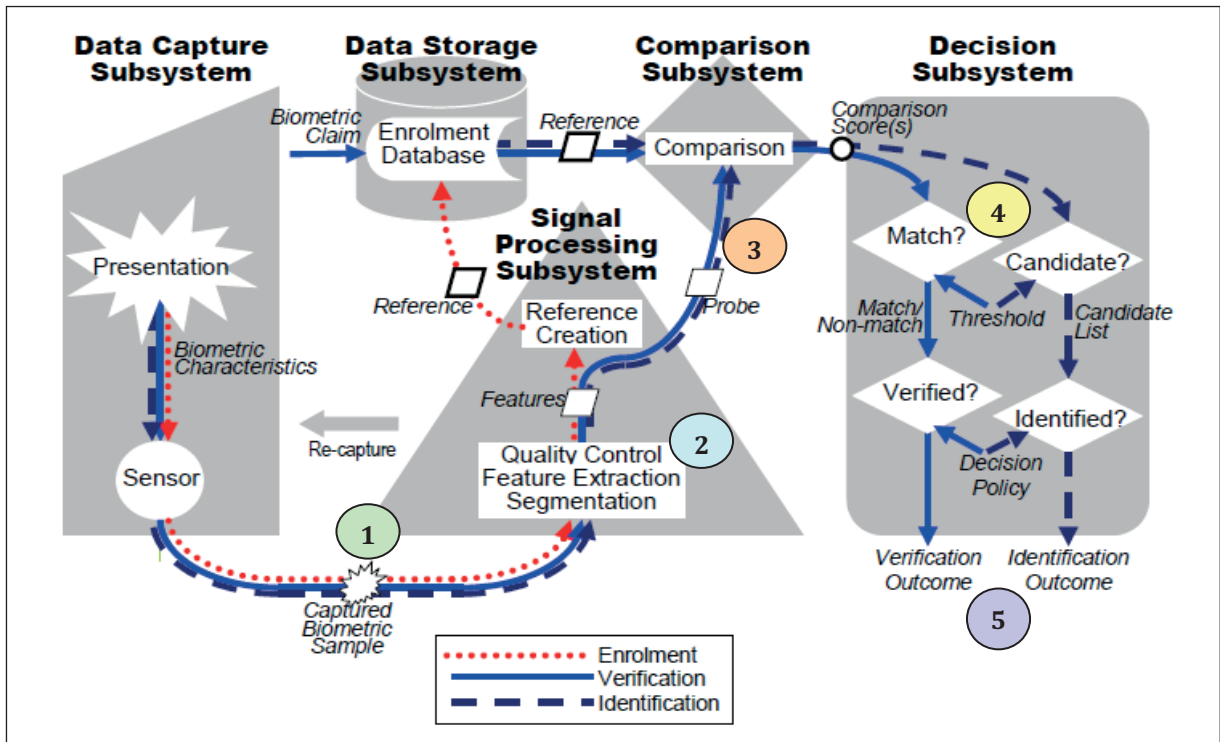 Data Capture
Subsystem
Data Storage
Subsystem
Comparison
Subsystem
Decision
Subsystem
Biometric
Claim
Enrolment
Database
Reference
Comparison
Comparison
Score(s)
Presentation
Signal
Processing
Subsystem
3
4
Match?
Candidate?
Reference
Reference
Creation
Probe
Match/
Non-match
Threshold
Candidate
List
Biometric
Characteristics
Features
Verified?
Identified?
Re-capture
2
Sensor
Quality Control
Feature Extraction
Segmentation
Decision
Policy
1
Captured
Biometric
Sample
Verification
Outcome
Identification
Outcome
5
Enrolment
Verification
Identification